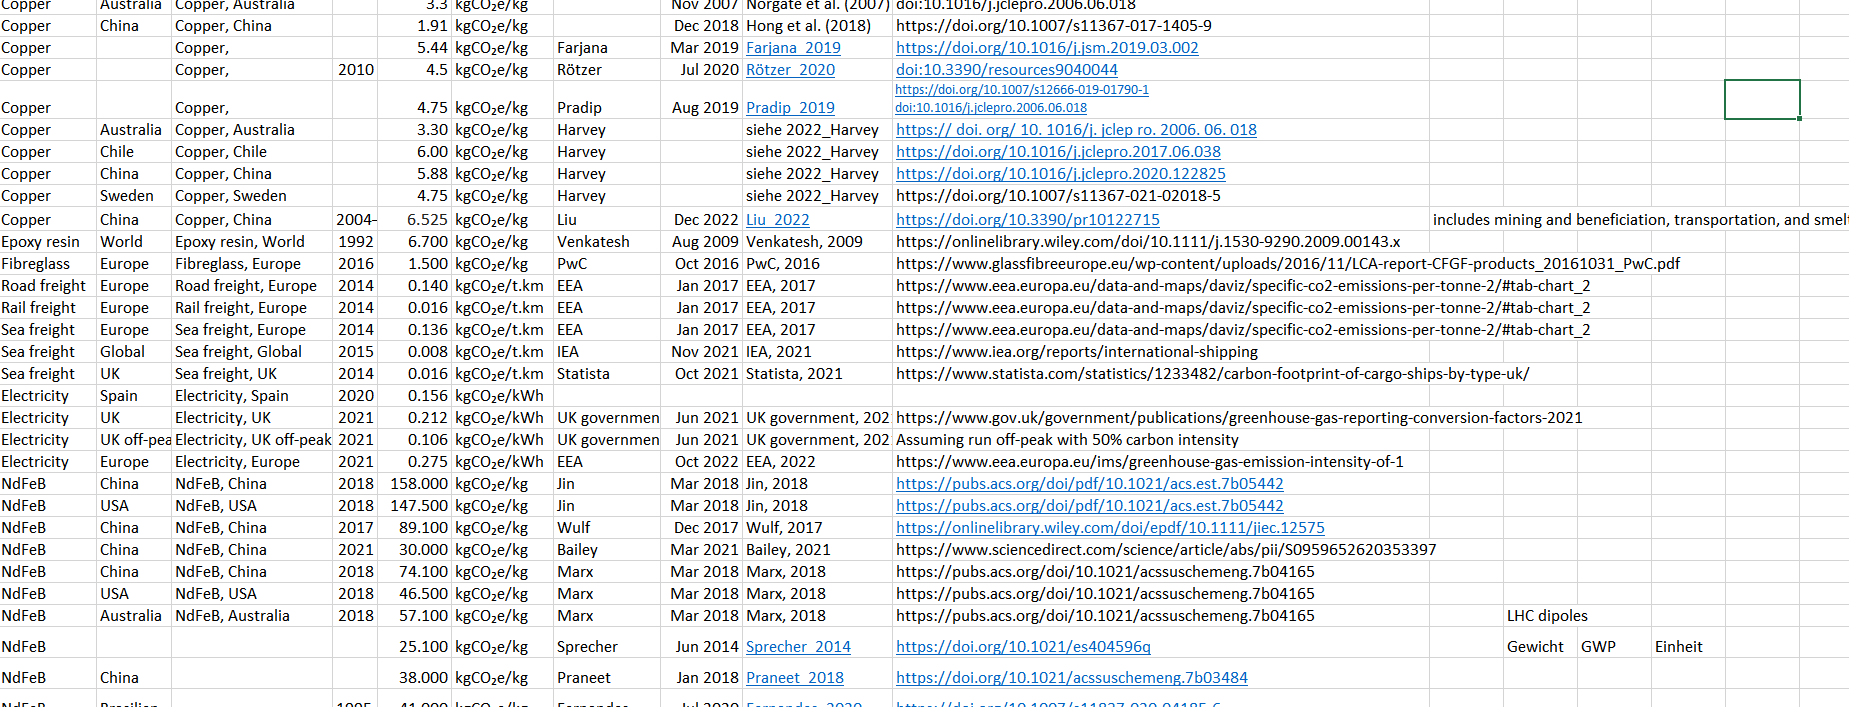 Copper Australia Copper, Australia 3.3 kgCO₂e/kg Nov 2007 Norgate et al. (2007) doi:10.1016/j.jclepro.2006.06.018
Copper China Copper, China 1.91 kgCO₂e/kg Dec 2018 Hong et al. (2018) https://doi.org/10.1007/s11367-017-1405-9
Copper Copper, 5.44 kgCO₂e/kg Farjana Mar 2019 Farjana_2019 https://doi.org/10.1016/j.jsm.2019.03.002
Copper Copper, 2010 4.5 kgCO₂e/kg Rötzer Jul 2020 Rötzer_2020 doi:10.3390/resources9040044
https://doi.org/10.1007/s12666-019-01790-1
Copper Copper, 4.75 kgCO₂e/kg Pradip Aug 2019 Pradip_2019 doi:10.1016/j.jclepro.2006.06.018
Copper Australia Copper, Australia 3.30 kgCO₂e/kg Harvey siehe 2022_Harvey https:// doi. org/ 10. 1016/j. jclep ro. 2006. 06. 018
Copper Chile Copper, Chile 6.00 kgCO₂e/kg Harvey siehe 2022_Harvey https://doi.org/10.1016/j.jclepro.2017.06.038
Copper China Copper, China 5.88 kgCO₂e/kg Harvey siehe 2022_Harvey https://doi.org/10.1016/j.jclepro.2020.122825
Copper Sweden Copper, Sweden 4.75 kgCO₂e/kg Harvey siehe 2022_Harvey https://doi.org/10.1007/s11367-021-02018-5
Copper China Copper, China 2004- 6.525 kgCO₂e/kg Liu Dec 2022 Liu_2022 https://doi.org/10.3390/pr10122715 includes mining and beneficiation, transportation, and smelt
Epoxy resin World Epoxy resin, World 1992 6.700 kgCO₂e/kg Venkatesh Aug 2009 Venkatesh, 2009 https://onlinelibrary.wiley.com/doi/10.1111/j.1530-9290.2009.00143.x
Fibreglass Europe Fibreglass, Europe 2016 1.500 kgCO₂e/kg PwC Oct 2016 PwC, 2016 https://www.glassfibreeurope.eu/wp-content/uploads/2016/11/LCA-report-CFGF-products_20161031_PwC.pdf
Road freight Europe Road freight, Europe 2014 0.140 kgCO₂e/t.km EEA Jan 2017 EEA, 2017 https://www.eea.europa.eu/data-and-maps/daviz/specific-co2-emissions-per-tonne-2/#tab-chart_2
Rail freight Europe Rail freight, Europe 2014 0.016 kgCO₂e/t.km EEA Jan 2017 EEA, 2017 https://www.eea.europa.eu/data-and-maps/daviz/specific-co2-emissions-per-tonne-2/#tab-chart_2
Sea freight Europe Sea freight, Europe 2014 0.136 kgCO₂e/t.km EEA Jan 2017 EEA, 2017 https://www.eea.europa.eu/data-and-maps/daviz/specific-co2-emissions-per-tonne-2/#tab-chart_2
Sea freight Global Sea freight, Global 2015 0.008 kgCO₂e/t.km IEA Nov 2021 IEA, 2021 https://www.iea.org/reports/international-shipping
Sea freight UK Sea freight, UK 2014 0.016 kgCO₂e/t.km Statista Oct 2021 Statista, 2021 https://www.statista.com/statistics/1233482/carbon-footprint-of-cargo-ships-by-type-uk/
Electricity Spain Electricity, Spain 2020 0.156 kgCO₂e/kWh
Electricity UK Electricity, UK 2021 0.212 kgCO₂e/kWh UK governmen Jun 2021 UK government, 202 https://www.gov.uk/government/publications/greenhouse-gas-reporting-conversion-factors-2021
Electricity UK off-pea Electricity, UK off-peak 2021 0.106 kgCO₂e/kWh UK governmen Jun 2021 UK government, 202 Assuming run off-peak with 50% carbon intensity
Electricity Europe Electricity, Europe 2021 0.275 kgCO₂e/kWh EEA Oct 2022 EEA, 2022 https://www.eea.europa.eu/ims/greenhouse-gas-emission-intensity-of-1
NdFeB China NdFeB, China 2018 158.000 kgCO₂e/kg Jin Mar 2018 Jin, 2018 https://pubs.acs.org/doi/pdf/10.1021/acs.est.7b05442
NdFeB USA NdFeB, USA 2018 147.500 kgCO₂e/kg Jin Mar 2018 Jin, 2018 https://pubs.acs.org/doi/pdf/10.1021/acs.est.7b05442
NdFeB China NdFeB, China 2017 89.100 kgCO₂e/kg Wulf Dec 2017 Wulf, 2017 https://onlinelibrary.wiley.com/doi/epdf/10.1111/jiec.12575
NdFeB China NdFeB, China 2021 30.000 kgCO₂e/kg Bailey Mar 2021 Bailey, 2021 https://www.sciencedirect.com/science/article/abs/pii/S0959652620353397
NdFeB China NdFeB, China 2018 74.100 kgCO₂e/kg Marx Mar 2018 Marx, 2018 https://pubs.acs.org/doi/10.1021/acssuschemeng.7b04165
NdFeB USA NdFeB, USA 2018 46.500 kgCO₂e/kg Marx Mar 2018 Marx, 2018 https://pubs.acs.org/doi/10.1021/acssuschemeng.7b04165
NdFeB Australia NdFeB, Australia 2018 57.100 kgCO₂e/kg Marx Mar 2018 Marx, 2018 https://pubs.acs.org/doi/10.1021/acssuschemeng.7b04165 LHC dipoles
NdFeB 25.100 kgCO₂e/kg Sprecher Jun 2014 Sprecher_2014 https://doi.org/10.1021/es404596q Gewicht GWP Einheit
NdFeB China 38.000 kgCO₂e/kg Praneet Jan 2018 Praneet_2018 https://doi.org/10.1021/acssuschemeng.7b03484